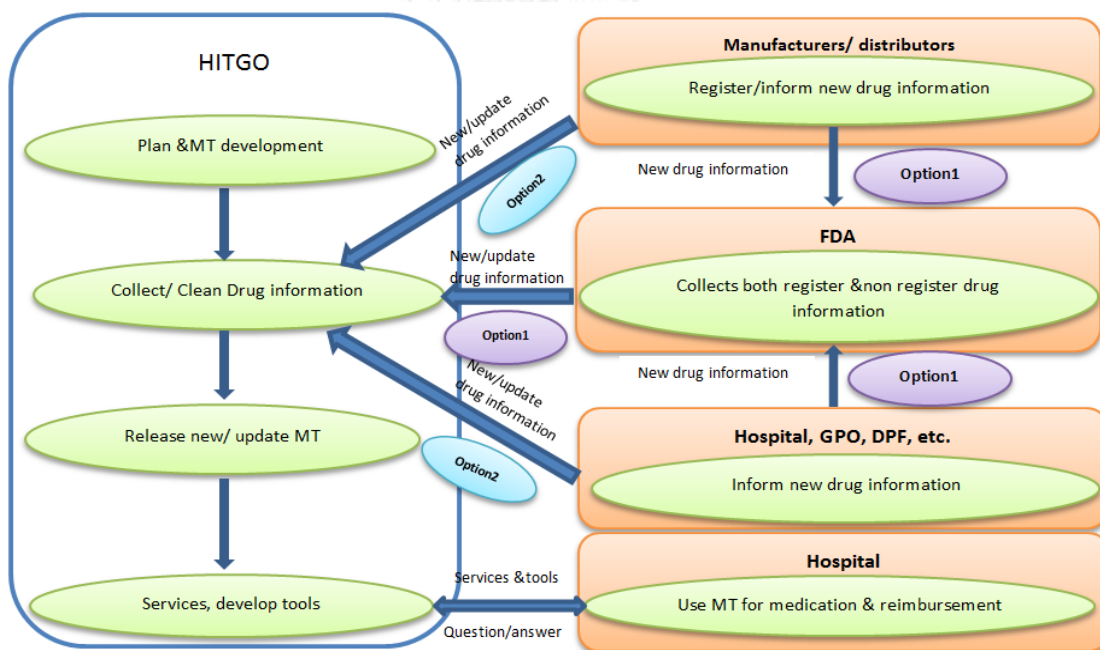 HITGO
Plan &MT development
Collect/ Clean Drug information
Release new/ update MT
Services, develop tools
New/update
drug information
Option2
New/update
drug information
Option1
New/update
drug information
Option2
Services &tools
Question/answer
Manufacturers/ distributors
Register/inform new drug information
New drug information
Option1
FDA
Collects both register &non register drug
information
New drug information
Option1
Hospital, GPO, DPF, etc.
Inform new drug information
Hospital
Use MT for medication & reimbursement